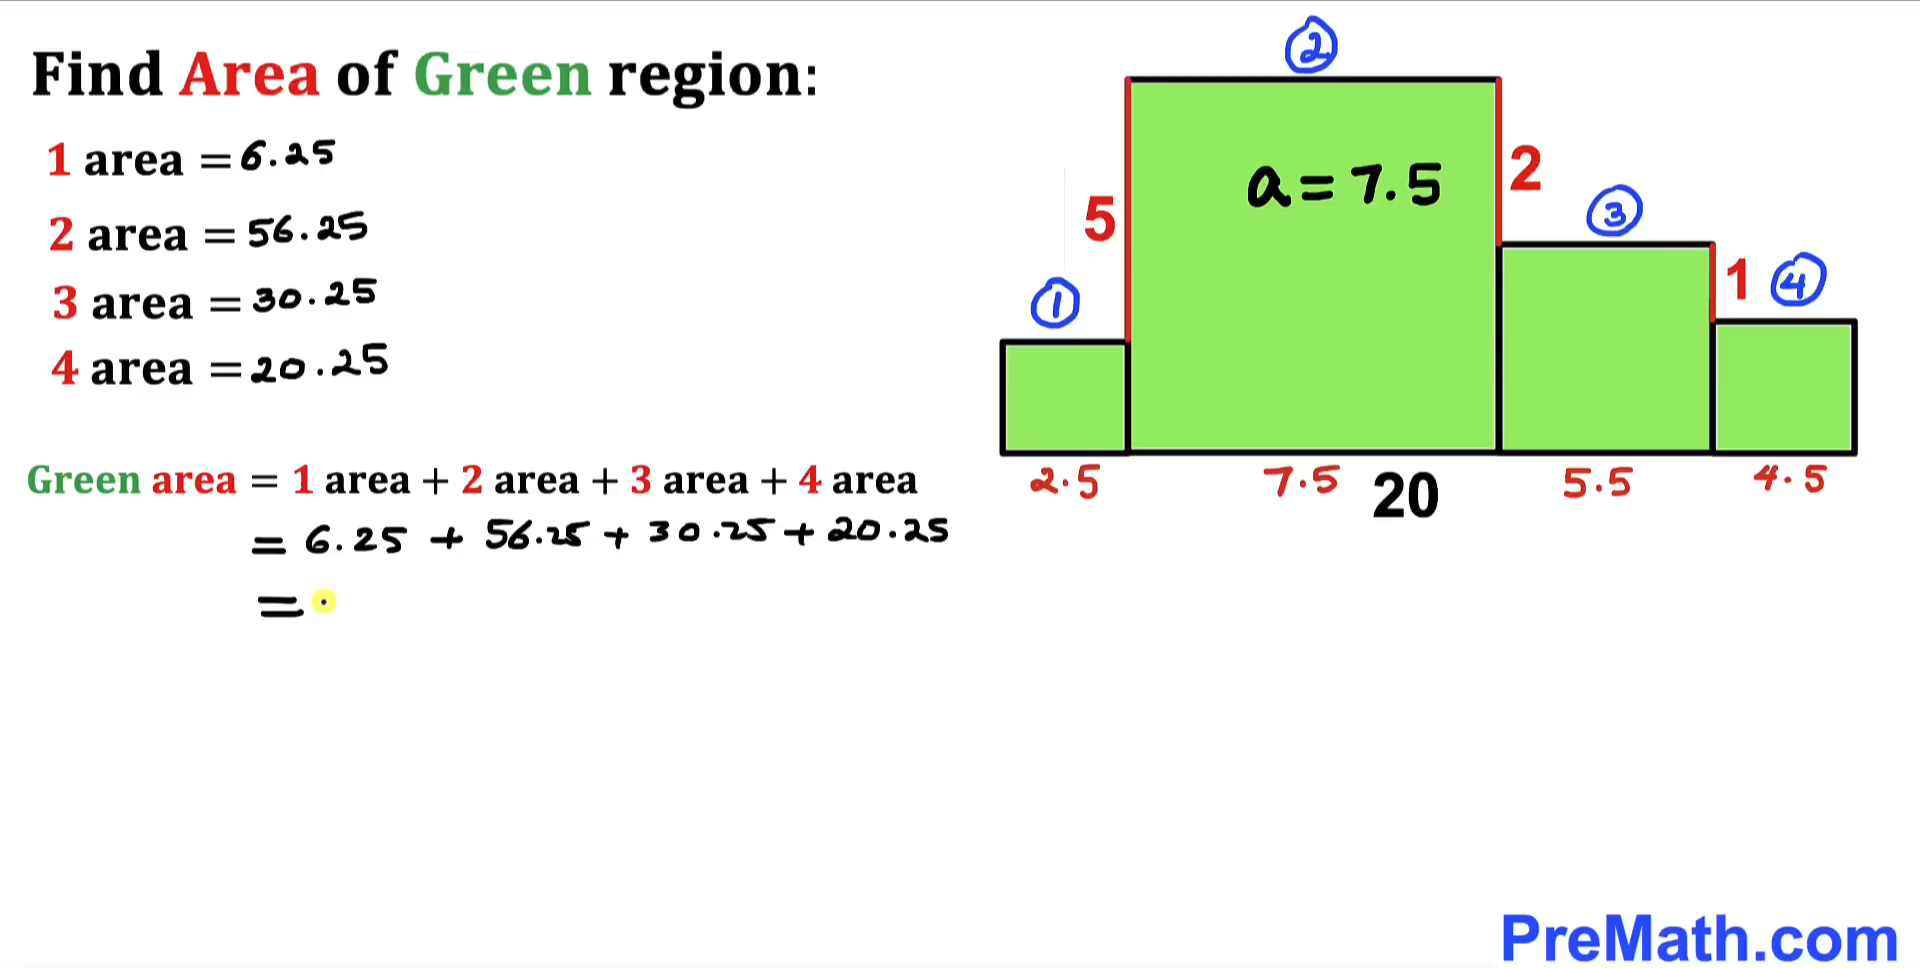 Find Area of Green region:
1 area = 6.25
2 area = 56.25
3 area = 30.25
4 area = 20.25
Green area = 1 area + 2 area + 3 area + 4 area
= 6.25 + 56.25 + 30.25 + 20.25
=
2
a = 7.5
5
2
3
1
1
4
2.5
7.5
20
5.5
4.5
PreMath.com